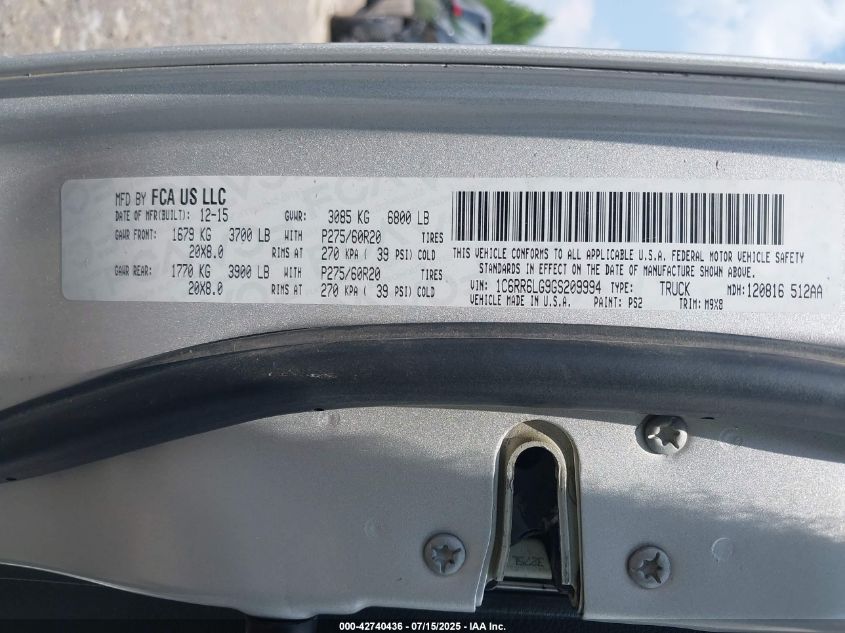 MFD BY FCA US LLC
DATE OF MFR(BUILT): 12-15 GVWR: 3085 KG 6800 LB
GAWR FRONT: 1679 KG 3700 LB WITH P275/60R20 TIRES
20X8.0 RIMS AT 270 KPA ( 39 PSI) COLD
GAWR REAR: 1770 KG 3900 LB WITH P275/60R20 TIRES
20X8.0 RIMS AT 270 KPA ( 39 PSI) COLD
THIS VEHICLE CONFORMS TO ALL APPLICABLE U.S.A. FEDERAL MOTOR VEHICLE SAFETY
STANDARDS IN EFFECT ON THE DATE OF MANUFACTURE SHOWN ABOVE.
VIN: 1C6RR6LG9GS209994 TYPE: TRUCK MDH: 120816 512AA
VEHICLE MADE IN U.S.A. PAINT: PS2 TRIM: M9X8
000-42740436 - 07/15/2025 - IAA Inc.